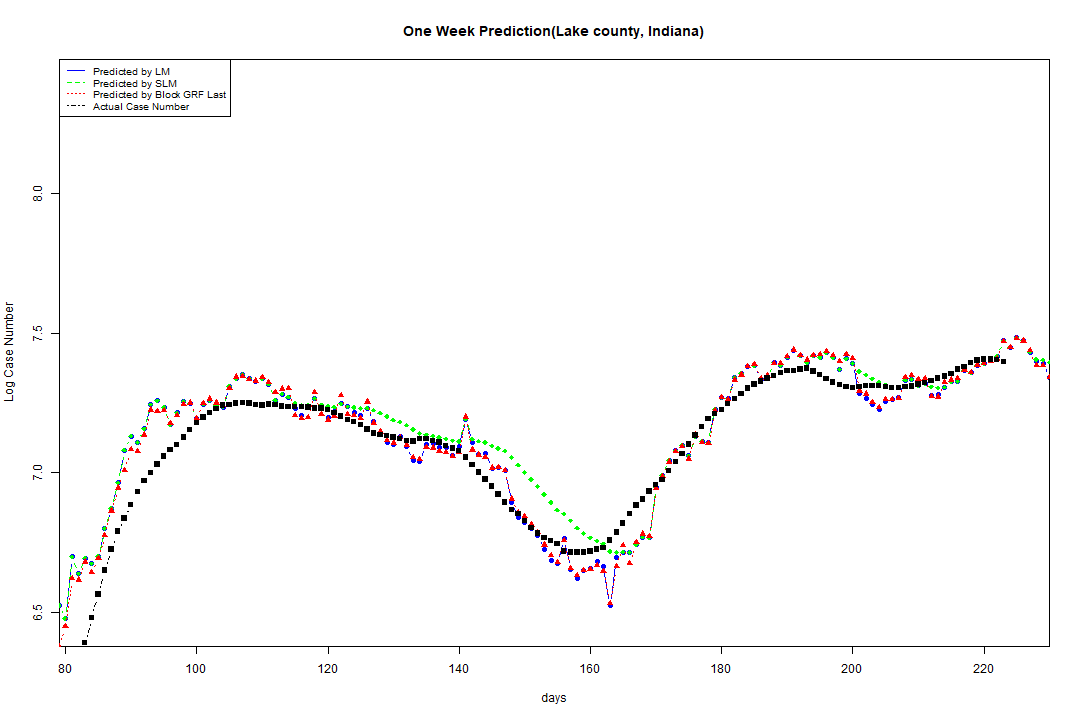 One Week Prediction(Lake county, Indiana)
Predicted by LM
Predicted by SLM
Predicted by Block GRF Last
Actual Case Number
8.0
7.5
7.0
6.5
Log Case Number
80 100 120 140 160 180 200 220
days